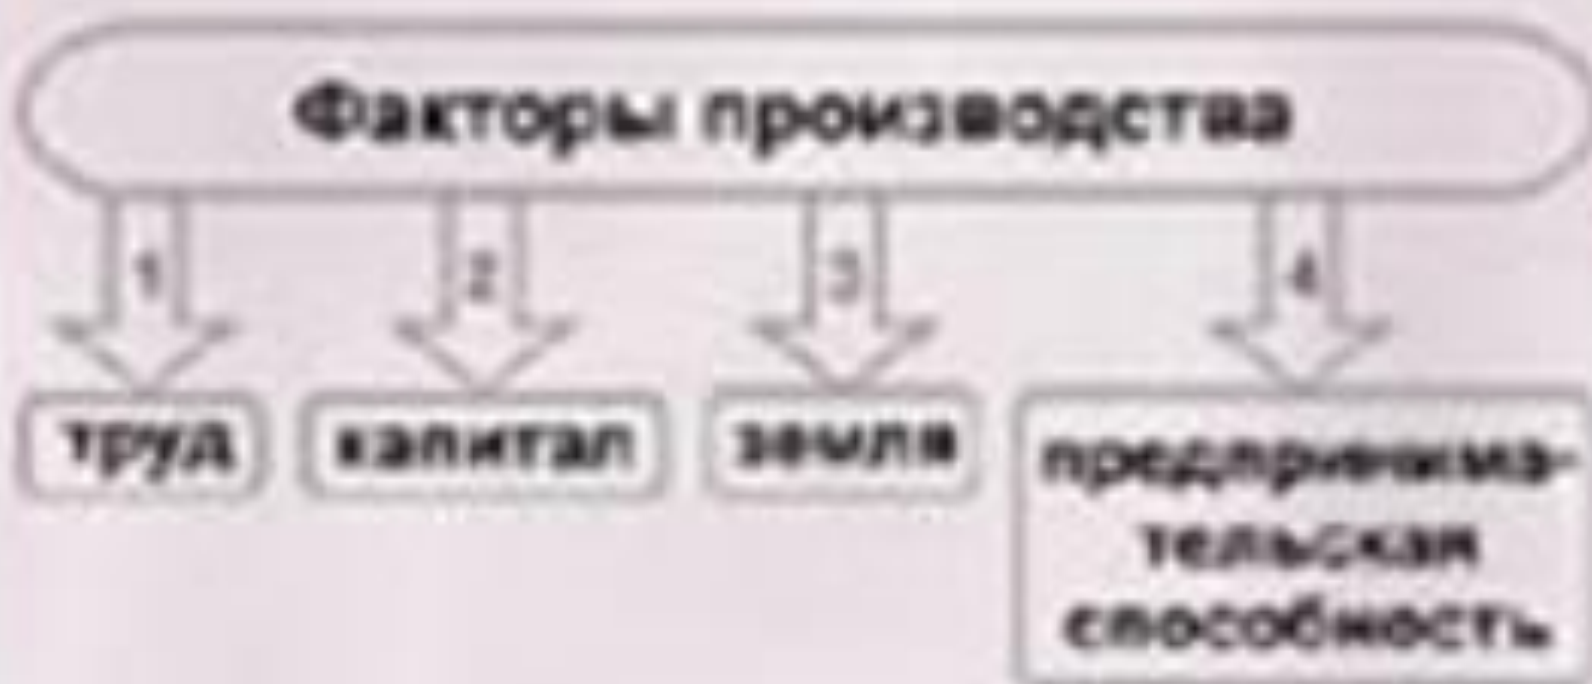 Факторы производства
1
2
3
4
труд
капитал
земля
предпринима-
тельская
способность